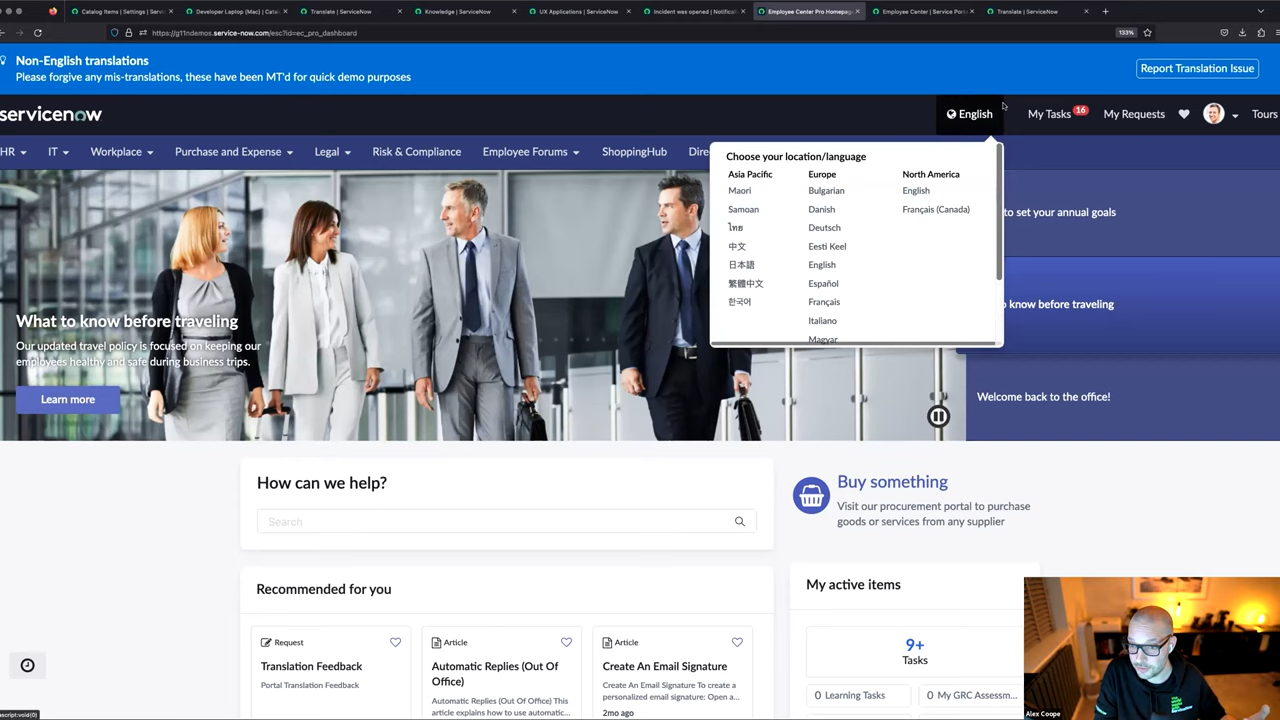 Catalog Items | Settings | Servic
Developer Laptop (Mac) | Catal
Translate | ServiceNow
Knowledge | ServiceNow
UX Applications | ServiceNow
Incident was opened | Notificati
Employee Center Pro Homepag
Employee Center | Service Porta
Translate | ServiceNow
https://g11ndemos.service-now.com/esc?id=ec_pro_dashboard
133%
Non-English translations
Please forgive any mis-translations, these have been MT'd for quick demo purposes
Report Translation Issue
servicenow
English
My Tasks 16
My Requests
Tours
HR
IT
Workplace
Purchase and Expense
Legal
Risk & Compliance
Employee Forums
ShoppingHub
Dire
Choose your location/language
Asia Pacific
Europe
North America
Maori
Bulgarian
English
Samoan
Danish
Français (Canada)
ไทย
Deutsch
中文
Eesti Keel
日本語
English
繁體中文
Español
한국어
Français
Italiano
Magyar
to set your annual goals
know before traveling
Welcome back to the office!
What to know before traveling
Our updated travel policy is focused on keeping our
employees healthy and safe during business trips.
Learn more
How can we help?
Search
Buy something
Visit our procurement portal to purchase
goods or services from any supplier
Recommended for you
Request
Translation Feedback
Portal Translation Feedback
Article
Automatic Replies (Out Of
Office)
Automatic Replies (Out Of Office) This
article explains how to use automatic...
Article
Create An Email Signature
Create An Email Signature To create a
personalized email signature: Open a...
2mo ago
My active items
9+
Tasks
0 Learning Tasks
0 My GRC Assessm...
ascript:void(0)
Alex Coope